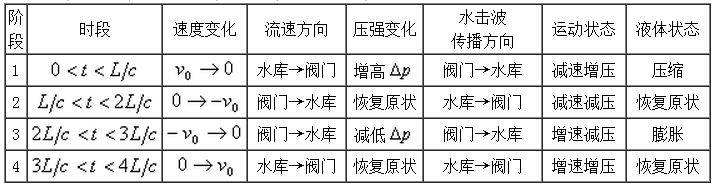 阶段 时段 速度变化 流速方向 压强变化 水击波传播方向 运动状态 液体状态
1 0 < t < L/c v₀ → 0 水库→阀门 增高 Δp 阀门→水库 减速增压 压缩
2 L/c < t < 2L/c 0 → −v₀ 阀门→水库 恢复原状 水库→阀门 减速减压 恢复原状
3 2L/c < t < 3L/c −v₀ → 0 阀门→水库 减低 Δp 阀门→水库 增速减压 膨胀
4 3L/c < t < 4L/c 0 → v₀ 水库→阀门 恢复原状 水库→阀门 增速增压 恢复原状